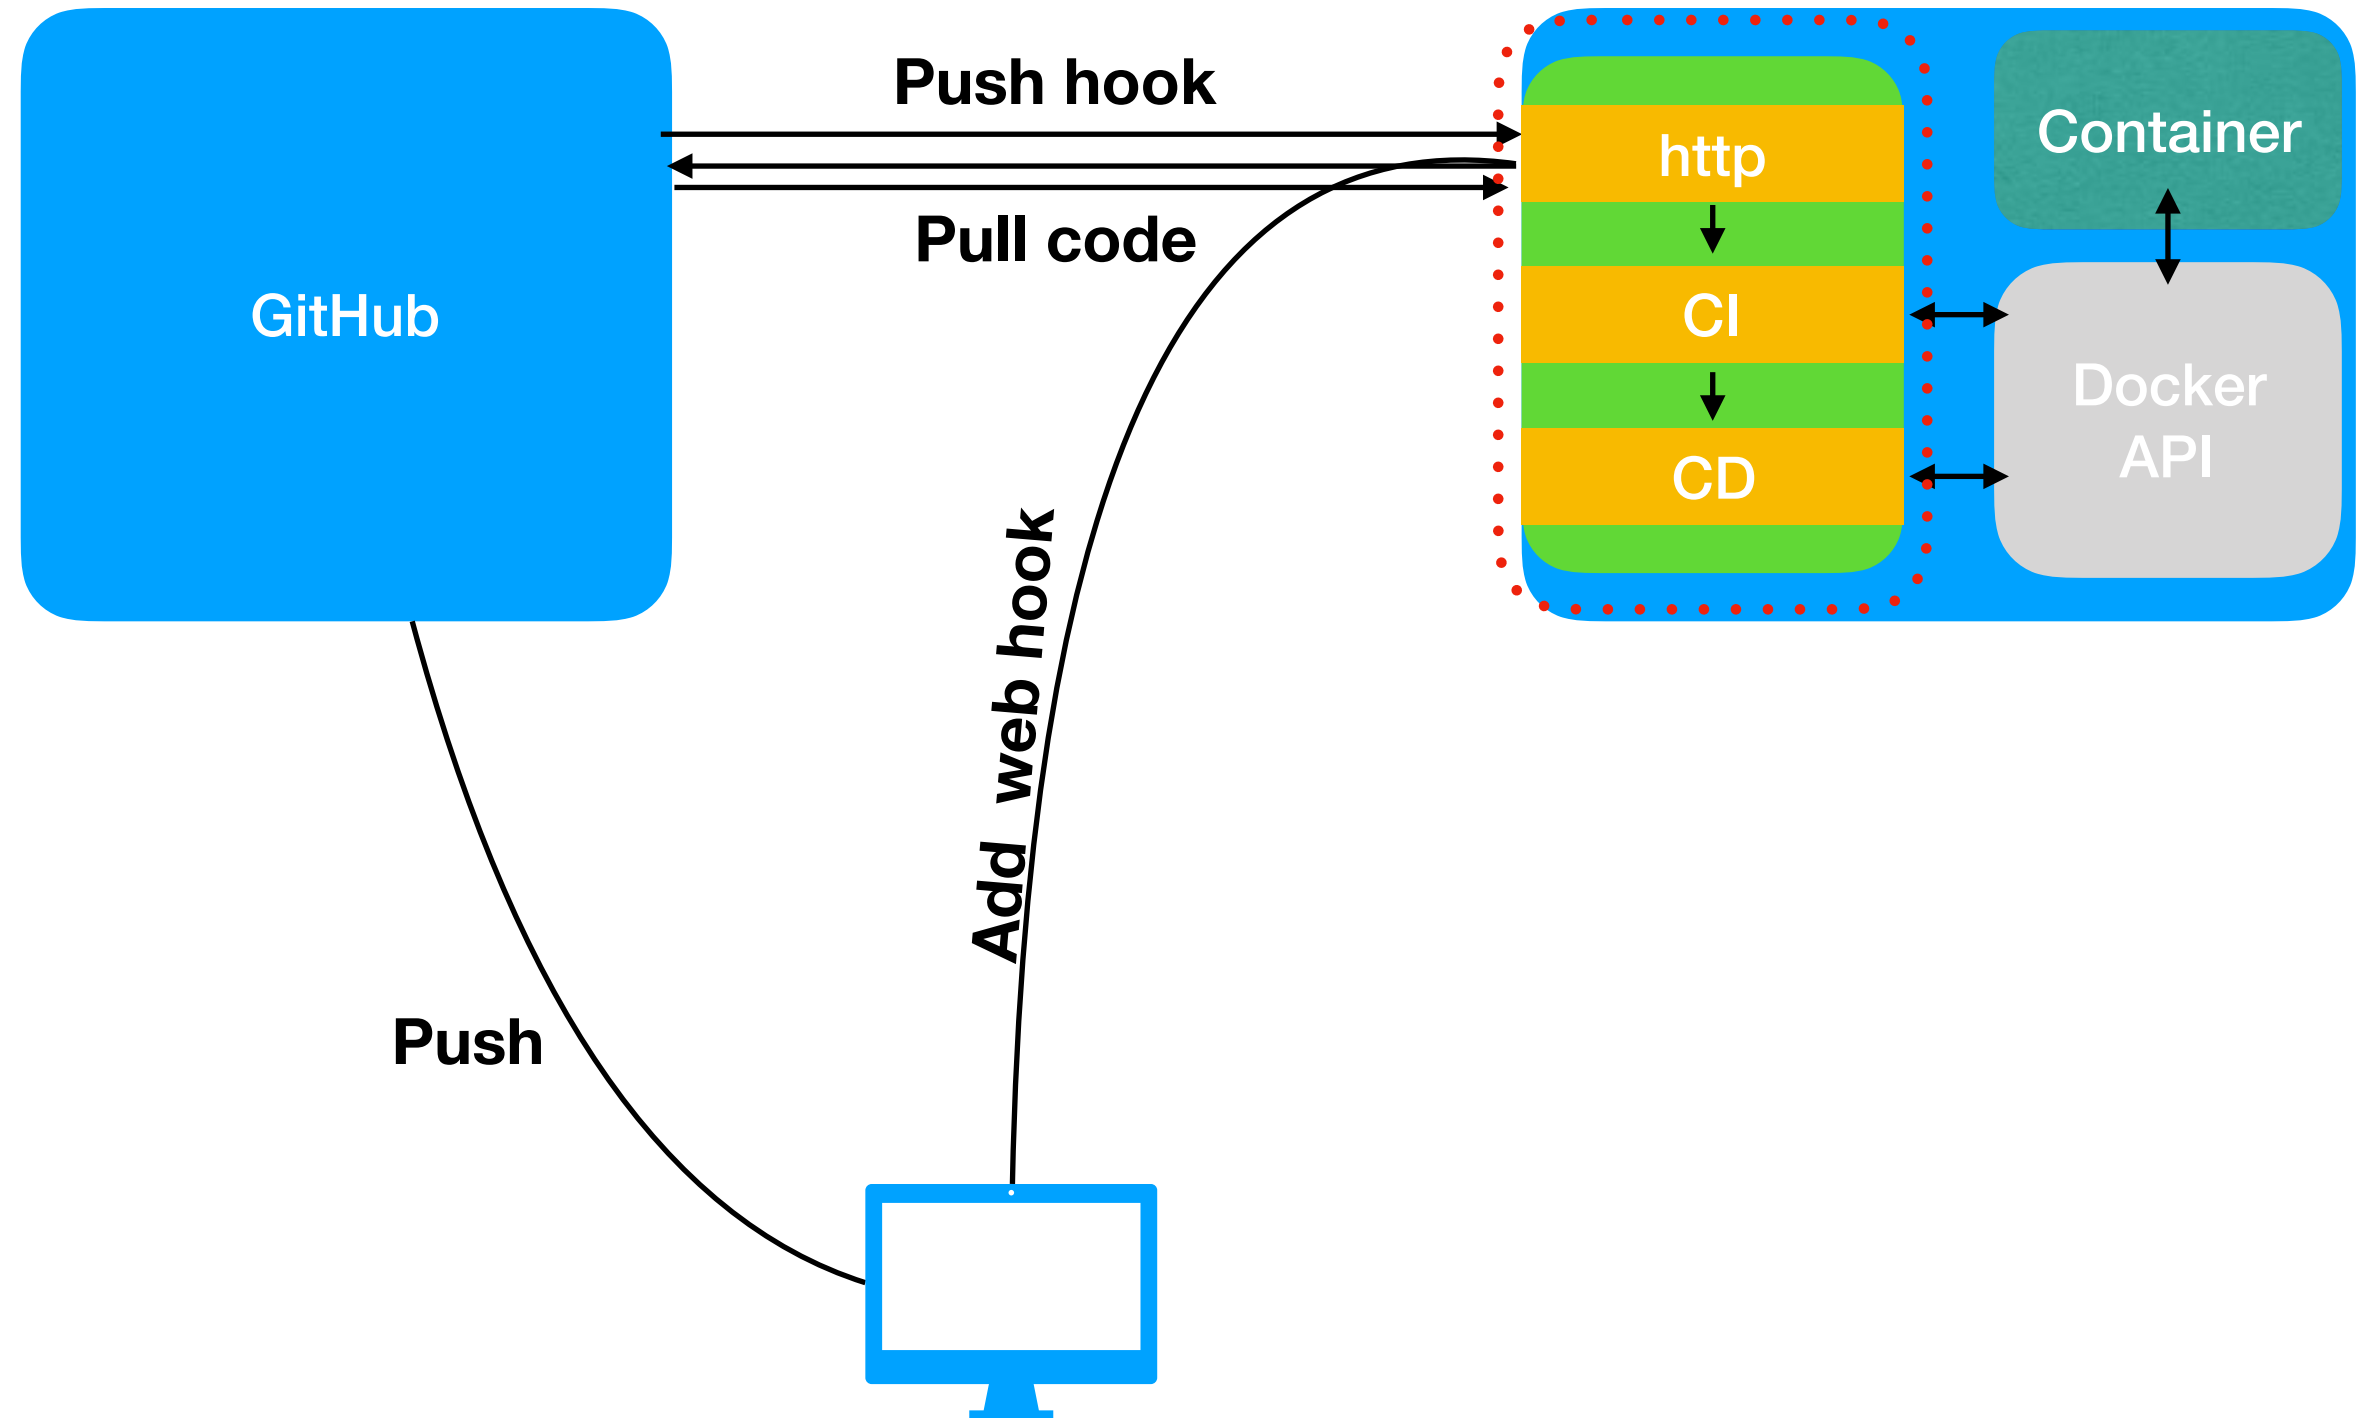 Push hook
Pull code
GitHub
http
CI
CD
Container
Docker
API
Add  web hook
Push